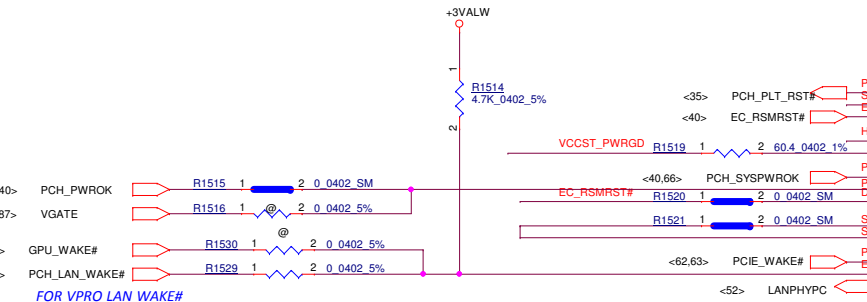 +3VALW
1
R1514
4.7K_0402_5%
2
<35> PCH_PLT_RST#
<40> EC_RSMRST#
VCCST_PWRGD R1519 1 2 60.4_0402_1%
<40,66> PCH_SYSPWROK
40> PCH_PWROK R1515 1 2 0_0402_SM
EC_RSMRST# R1520 1 2 0_0402_SM
87> VGATE R1516 1 @ 2 0_0402_5%
R1521 1 2 0_0402_SM
@
> GPU_WAKE# R1530 1 2 0_0402_5%
<62,63> PCIE_WAKE#
> PCH_LAN_WAKE# R1529 1 2 0_0402_5%
<52> LANPHYPC
FOR VPRO LAN WAKE#